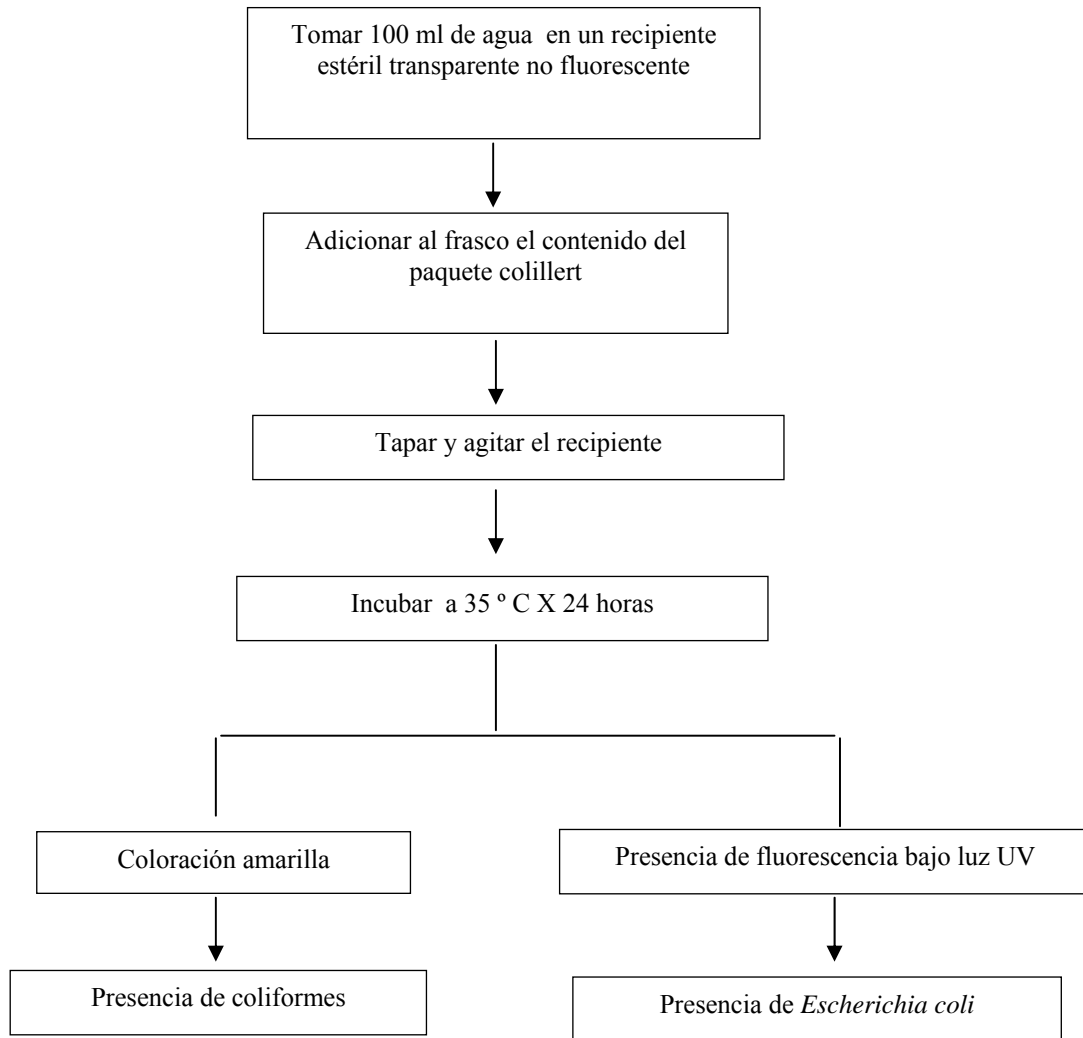 Tomar 100 ml de agua  en un recipiente
estéril transparente no fluorescente
Adicionar al frasco el contenido del
paquete colillert
Tapar y agitar el recipiente
Incubar  a 35 º C X 24 horas
Coloración amarilla
Presencia de fluorescencia bajo luz UV
Presencia de coliformes
Presencia de Escherichia coli